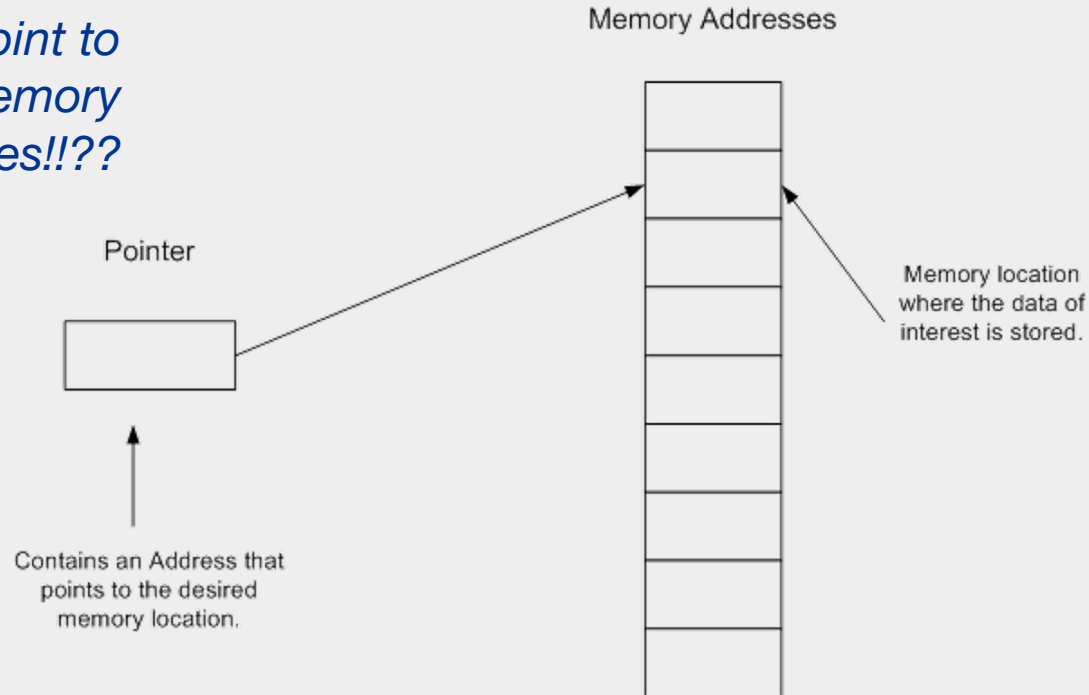 oint to
emory
es!!??
Memory Addresses
Pointer
Memory location
where the data of
interest is stored.
Contains an Address that
points to the desired
memory location.